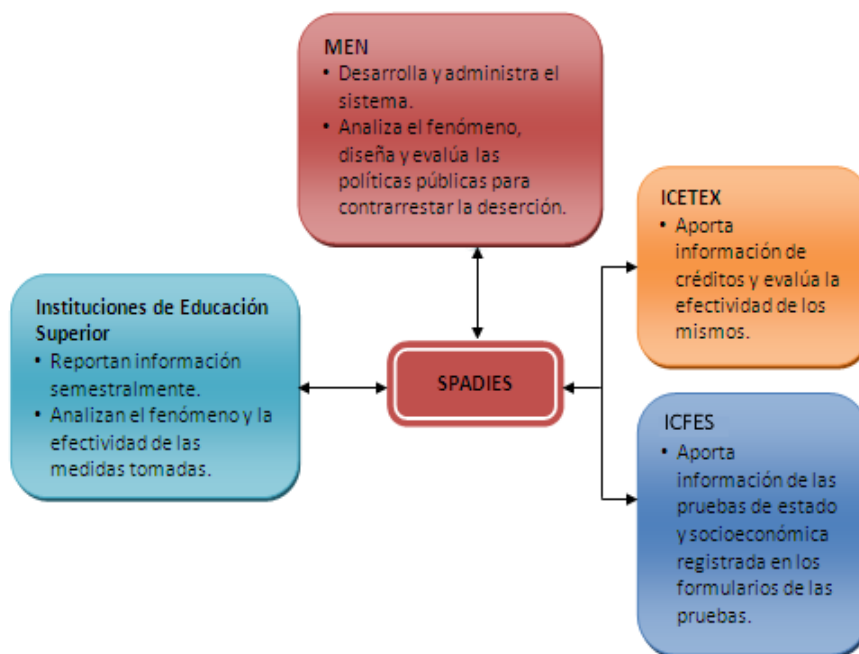 MEN
• Desarrolla y administra el
sistema.
• Analiza el fenómeno,
diseña y evalúa las
políticas públicas para
contrarrestar la deserción.
ICETEX
• Aporta
información de
créditos y evalúa la
efectividad de los
mismos.
Instituciones de Educación
Superior
• Reportan información
semestralmente.
• Analizan el fenómeno y la
efectividad de las
medidas tomadas.
SPADIES
ICFES
• Aporta
información de las
pruebas de estado
y socioeconómica
registrada en los
formularios de las
pruebas.